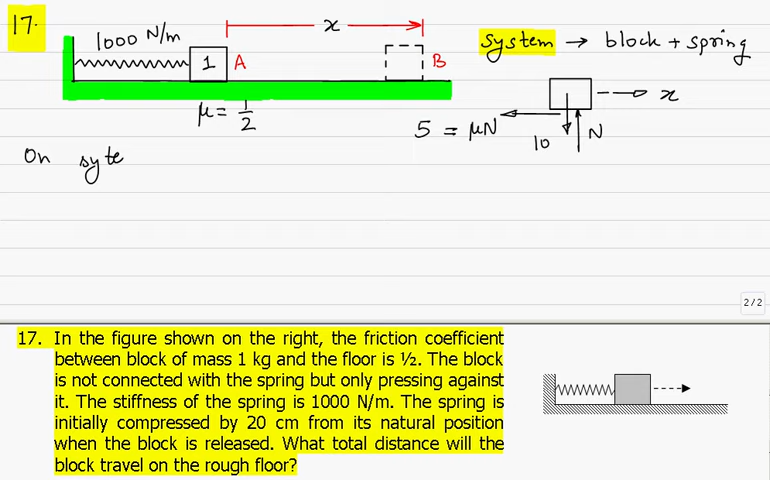 17.
1000 N/m
x
1 A
B
μ = 1/2
system → block + spring
x
5 = μN
10
N
On syte
2/2
17. In the figure shown on the right, the friction coefficient
between block of mass 1 kg and the floor is ½. The block
is not connected with the spring but only pressing against
it. The stiffness of the spring is 1000 N/m. The spring is
initially compressed by 20 cm from its natural position
when the block is released. What total distance will the
block travel on the rough floor?